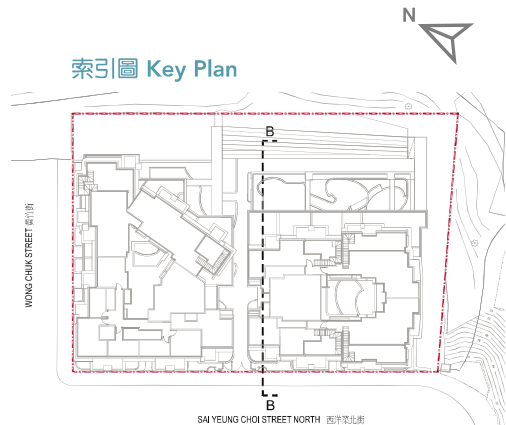 N
索引圖 Key Plan
B
WONG CHUK STREET 黃竹街
B
SAI YEUNG CHOI STREET NORTH 西洋菜北街